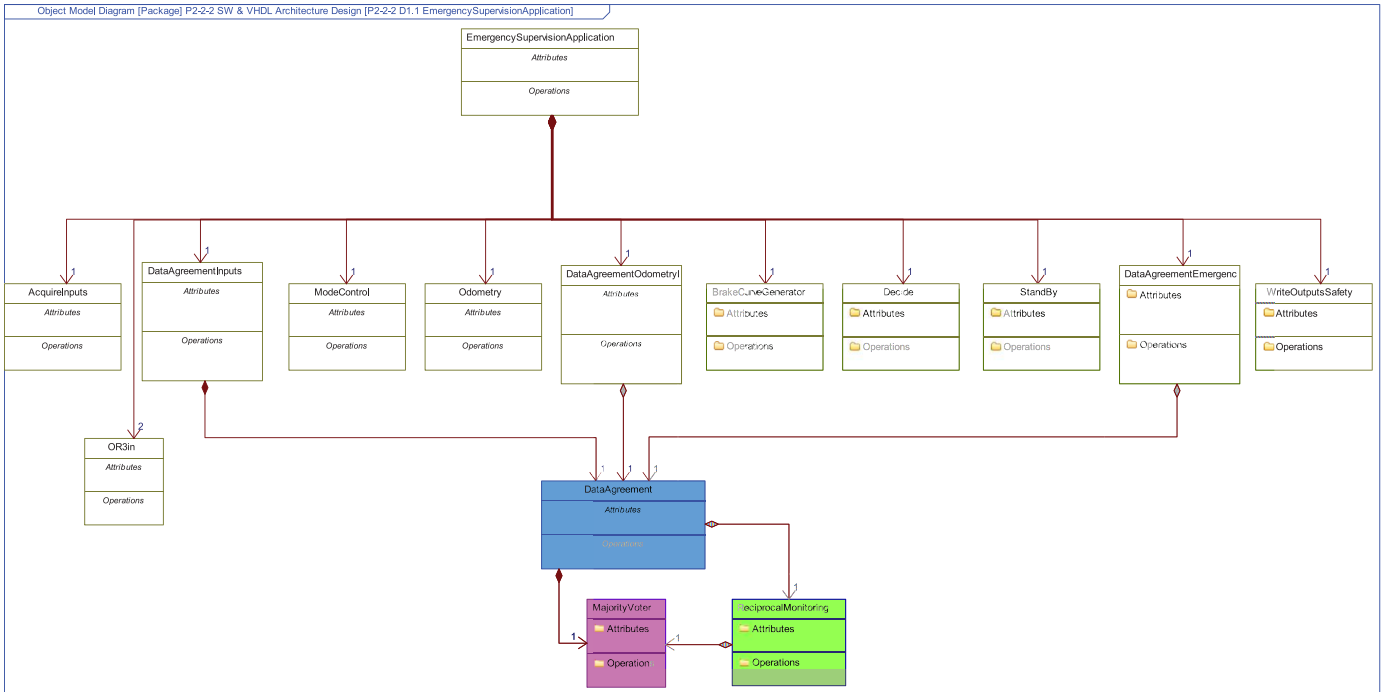 Object Model Diagram [Package] P2-2-2 SW & VHDL Architecture Design [P2-2-2 D1.1 EmergencySupervisionApplication]
EmergencySupervisionApplication
Attributes
Operations
1
1
1
1
1
1
1
1
1
1
AcquireInputs
Attributes
Operations
DataAgreementInputs
Attributes
Operations
ModeControl
Attributes
Operations
Odometry
Attributes
Operations
DataAgreementOdometryI
Attributes
Operations
BrakeCurveGenerator
Attributes
Operations
Decide
Attributes
Operations
StandBy
Attributes
Operations
DataAgreementEmergenc
Attributes
Operations
WriteOutputsSafety
Attributes
Operations
2
OR3in
Attributes
Operations
1
1
1
DataAgreement
Attributes
Operations
1
1
1
MajorityVoter
Attributes
Operation
ReciprocalMonitoring
Attributes
Operations